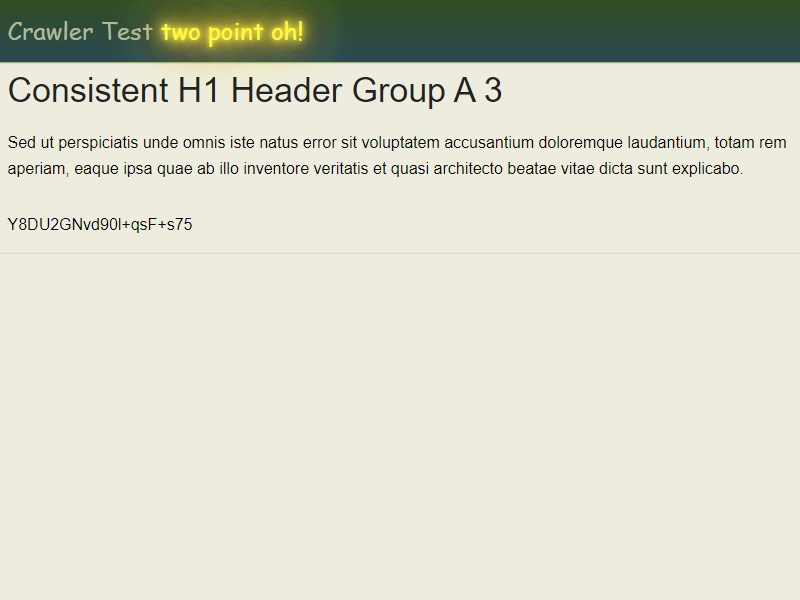 Crawler Test two point oh!
Consistent H1 Header Group A 3
Sed ut perspiciatis unde omnis iste natus error sit voluptatem accusantium doloremque laudantium, totam rem
aperiam, eaque ipsa quae ab illo inventore veritatis et quasi architecto beatae vitae dicta sunt explicabo.
Y8DU2GNvd90l+qsF+s75